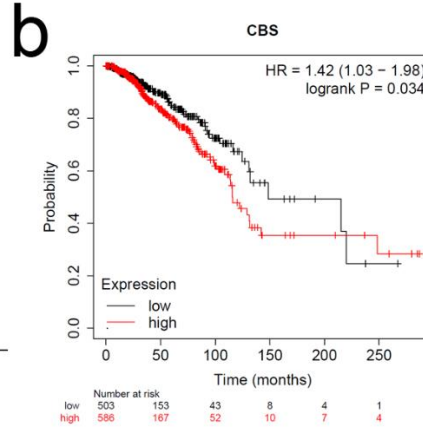 b
CBS
HR = 1.42 (1.03 − 1.98)
logrank P = 0.034
Probability
1.0
0.8
0.6
0.4
0.2
0.0
Expression
low
high
0 50 100 150 200 250
Time (months)
Number at risk
low 503 153 43 8 4 1
high 586 167 52 10 7 4